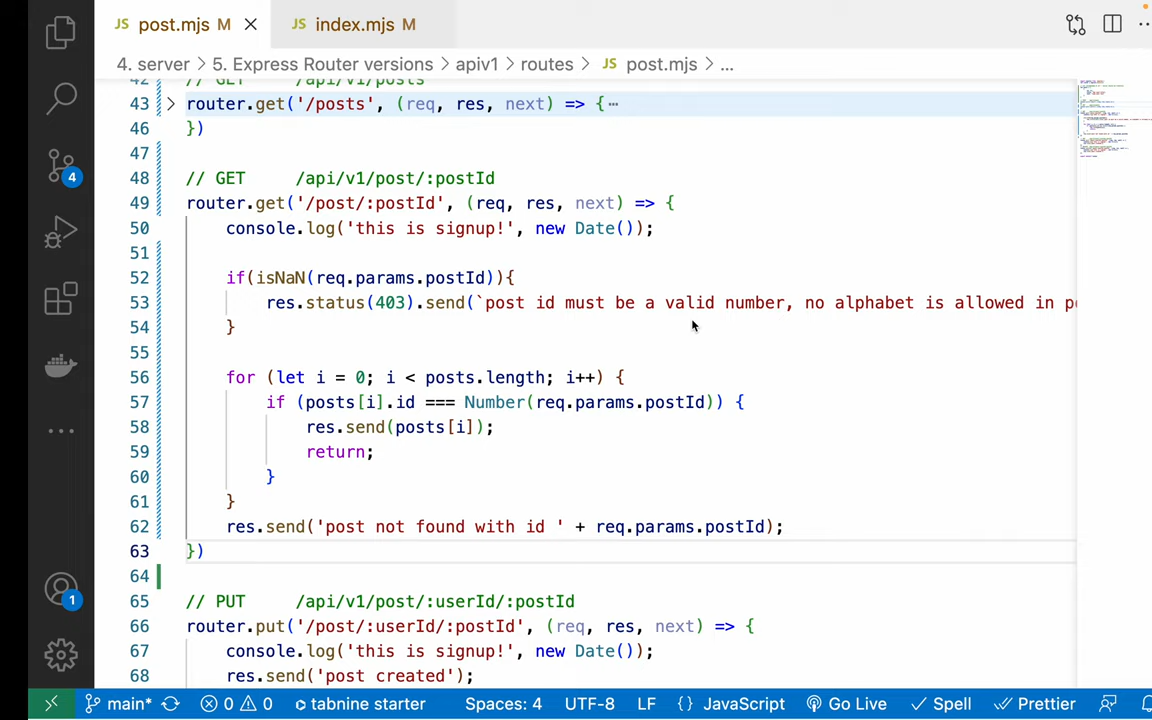 JS post.mjs M × JS index.mjs M
4. server > 5. Express Router versions > apiv1 > routes > JS post.mjs > ...
42 // GET /api/v1/posts
43 > router.get('/posts', (req, res, next) => {···
46 })
47
48 // GET /api/v1/post/:postId
49 router.get('/post/:postId', (req, res, next) => {
50 console.log('this is signup!', new Date());
51
52 if(isNaN(req.params.postId)){
53 res.status(403).send(`post id must be a valid number, no alphabet is allowed in
54 }
55
56 for (let i = 0; i < posts.length; i++) {
57 if (posts[i].id === Number(req.params.postId)) {
58 res.send(posts[i]);
59 return;
60 }
61 }
62 res.send('post not found with id ' + req.params.postId);
63 })
64
65 // PUT /api/v1/post/:userId/:postId
66 router.put('/post/:userId/:postId', (req, res, next) => {
67 console.log('this is signup!', new Date());
68 res.send('post created');
4
1
main* 0 0 tabnine starter Spaces: 4 UTF-8 LF {} JavaScript Go Live Spell Prettier